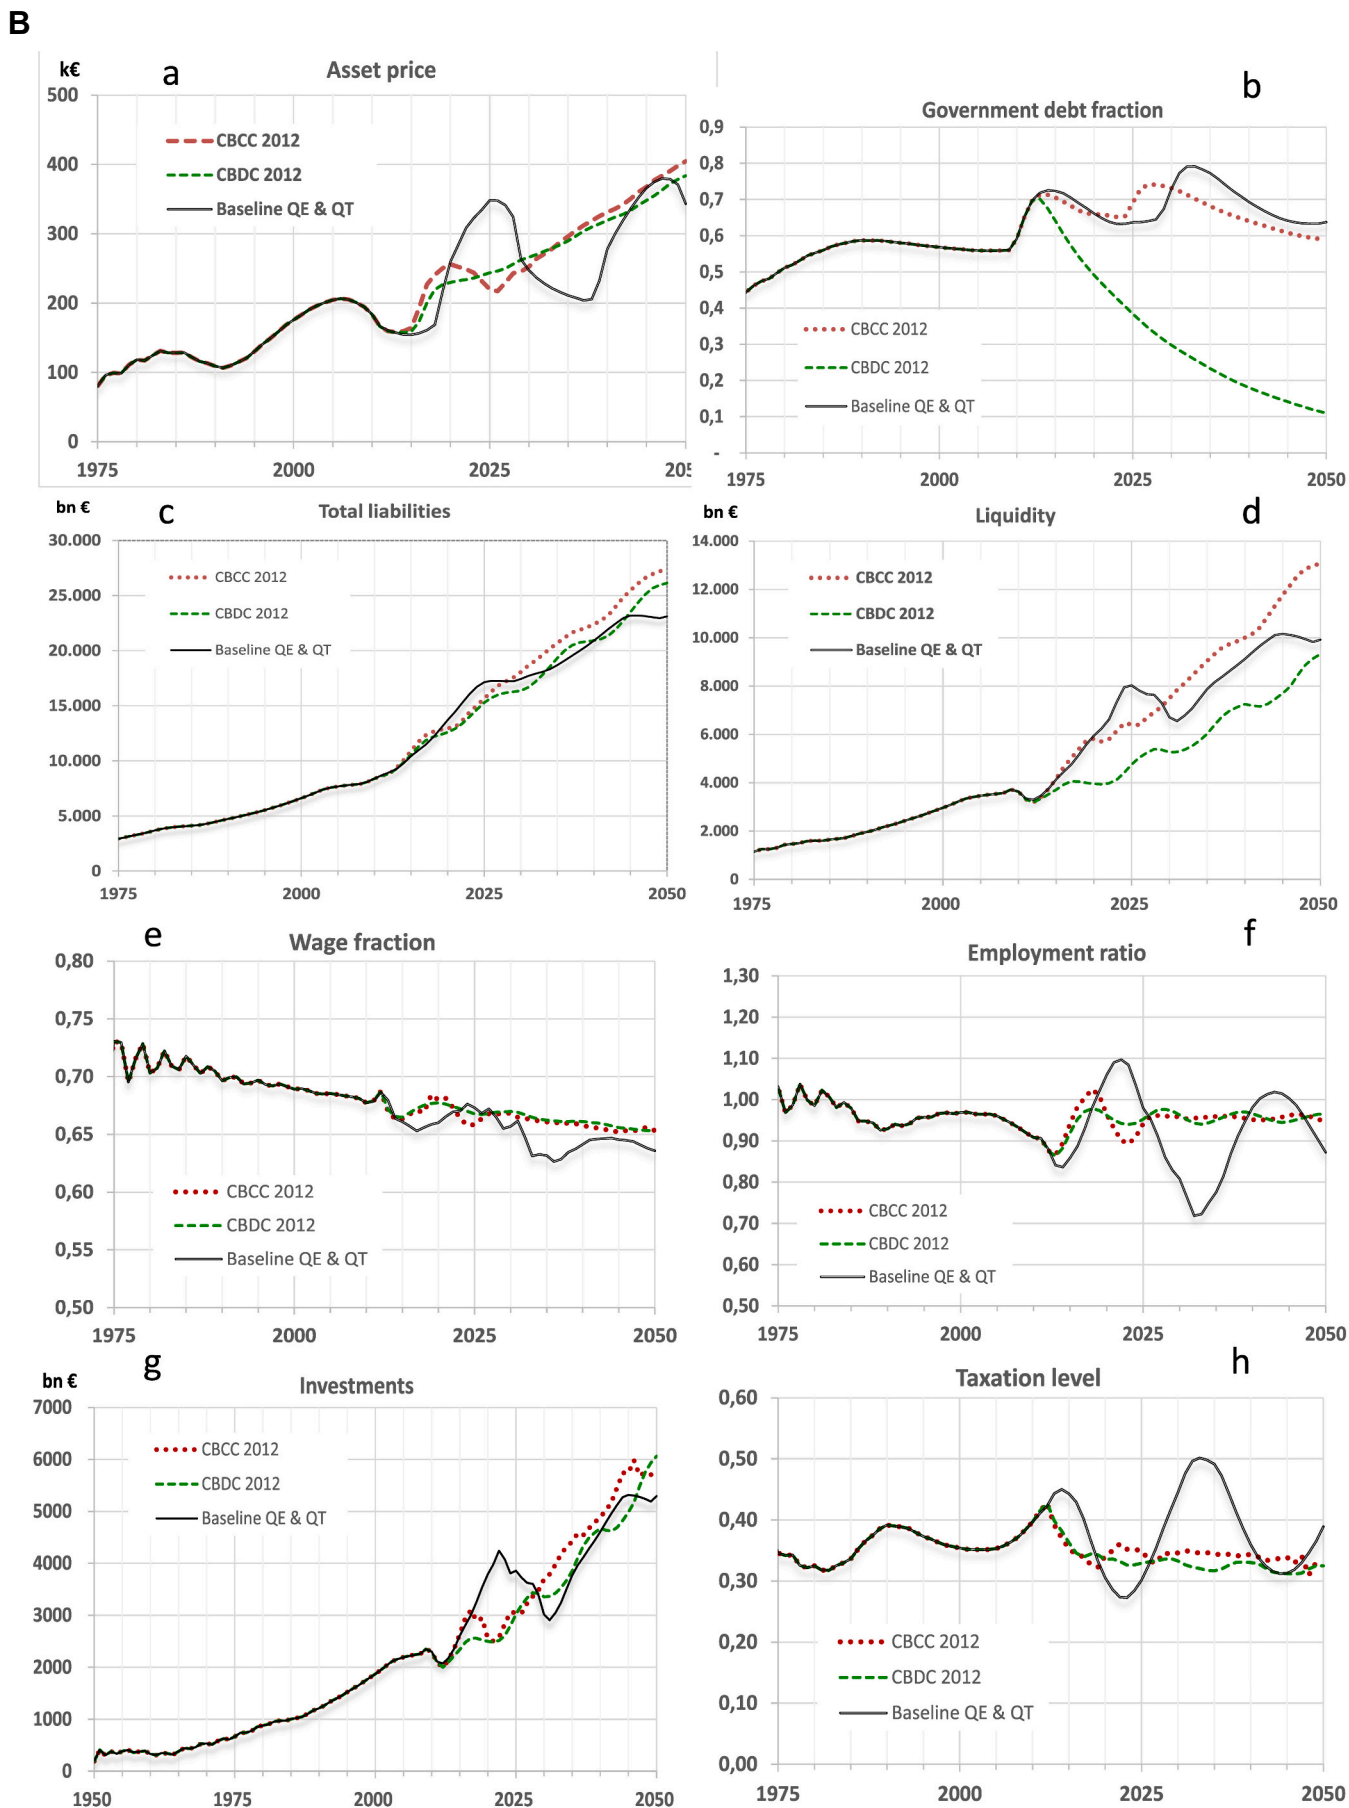 B
k€
a
Asset price
500
400
300
200
100
0
CBCC 2012
CBDC 2012
Baseline QE & QT
1975
2000
2025
205
b
Government debt fraction
0,9
0,8
0,7
0,6
0,5
0,4
0,3
0,2
0,1
-
CBCC 2012
CBDC 2012
Baseline QE & QT
1975
2000
2025
2050
bn €
c
Total liabilities
30.000
25.000
20.000
15.000
10.000
5.000
0
CBCC 2012
CBDC 2012
Baseline QE & QT
1975
2000
2025
2050
bn €
d
Liquidity
14.000
12.000
10.000
8.000
6.000
4.000
2.000
0
CBCC 2012
CBDC 2012
Baseline QE & QT
1975
2000
2025
2050
e
Wage fraction
0,80
0,75
0,70
0,65
0,60
0,55
0,50
CBCC 2012
CBDC 2012
Baseline QE & QT
1975
2000
2025
2050
f
Employment ratio
1,30
1,20
1,10
1,00
0,90
0,80
0,70
0,60
0,50
CBCC 2012
CBDC 2012
Baseline QE & QT
1975
2000
2025
2050
g
bn €
Investments
7000
6000
5000
4000
3000
2000
1000
0
CBCC 2012
CBDC 2012
Baseline QE & QT
1950
1975
2000
2025
2050
h
Taxation level
0,60
0,50
0,40
0,30
0,20
0,10
0,00
CBCC 2012
CBDC 2012
Baseline QE & QT
1975
2000
2025
2050